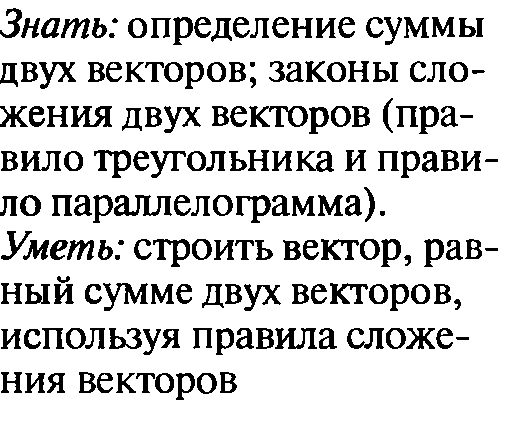 Знать: определение суммы
двух векторов; законы сло-
жения двух векторов (пра-
вило треугольника и прави-
ло параллелограмма).
Уметь: строить вектор, рав-
ный сумме двух векторов,
используя правила сложе-
ния векторов